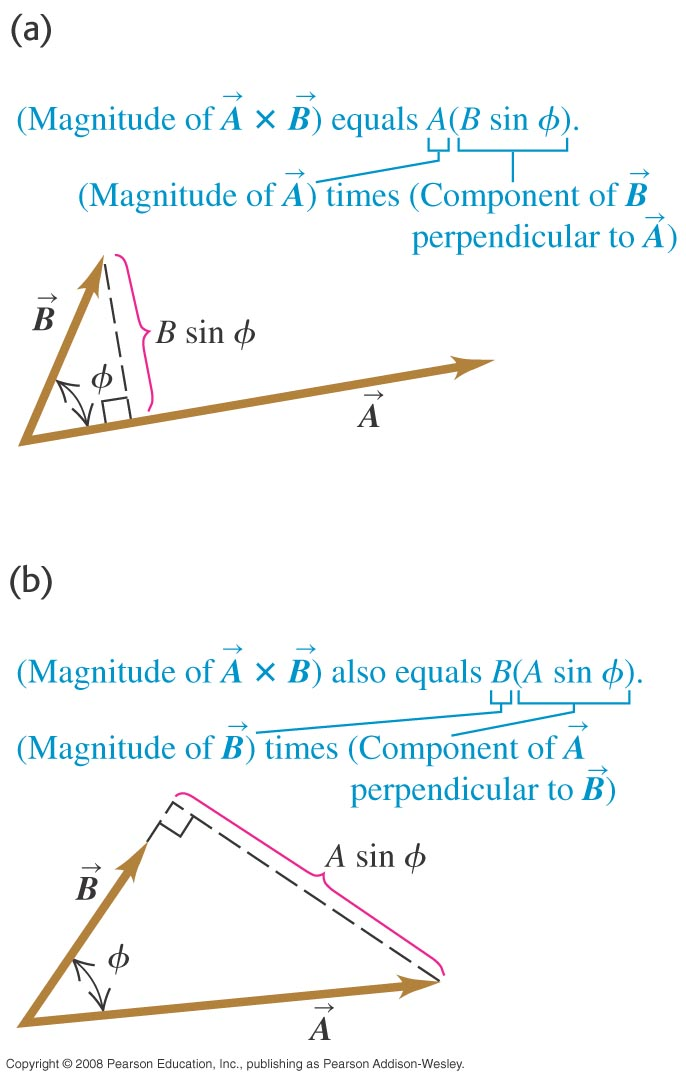 (a)
(Magnitude of A⃗ × B⃗) equals A(B sin ϕ).
(Magnitude of A⃗) times (Component of B⃗
perpendicular to A⃗)
B⃗
B sin ϕ
ϕ
A⃗
(b)
(Magnitude of A⃗ × B⃗) also equals B(A sin ϕ).
(Magnitude of B⃗) times (Component of A⃗
perpendicular to B⃗)
A sin ϕ
B⃗
ϕ
A⃗
Copyright © 2008 Pearson Education, Inc., publishing as Pearson Addison-Wesley.